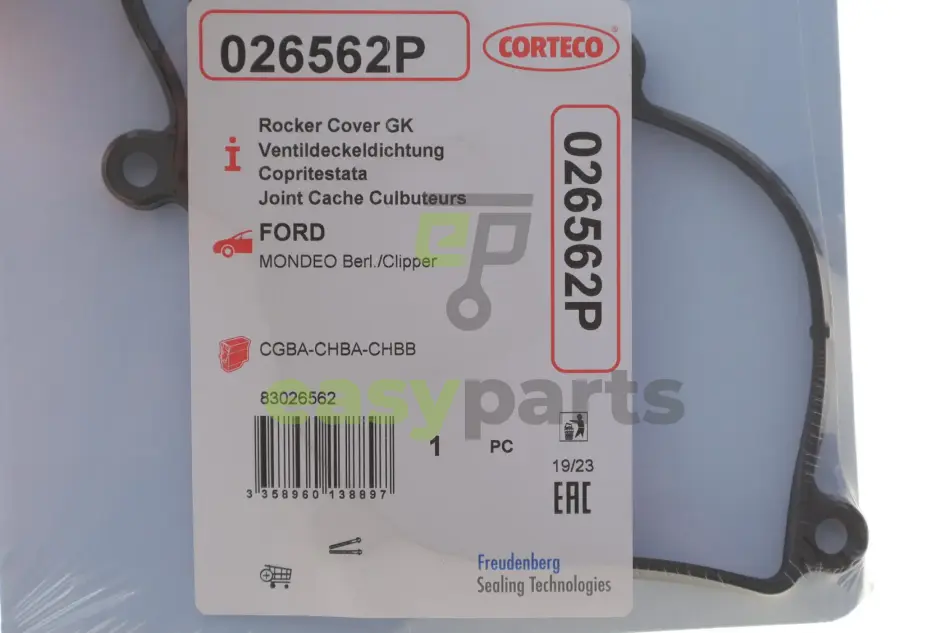 026562P
CORTECO
Rocker Cover GK
Ventildeckeldichtung
Copritestata
Joint Cache Culbuteurs
FORD
MONDEO Berl./Clipper
026562P
ep
CGBA-CHBA-CHBB
easyparts
83026562
1 PC
3 358960 138897
19/23
EAC
Freudenberg
Sealing Technologies